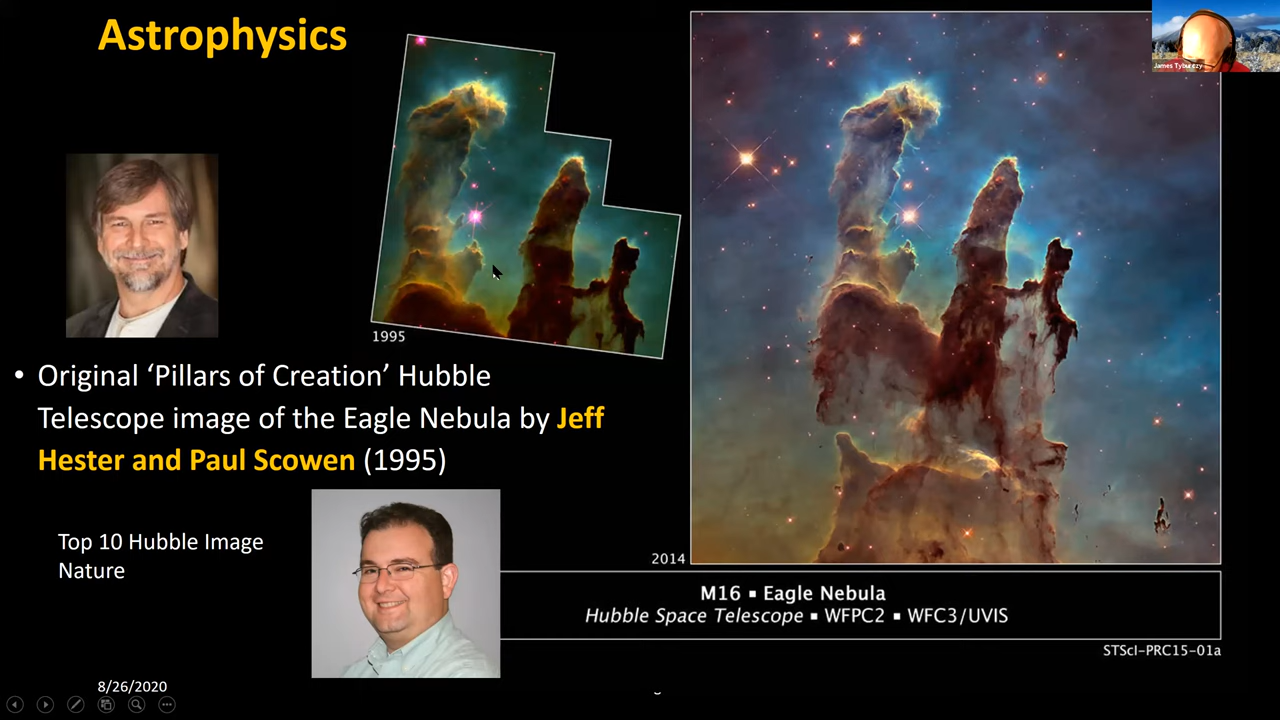 Astrophysics
James Tyburczy
1995
• Original ‘Pillars of Creation’ Hubble
Telescope image of the Eagle Nebula by Jeff
Hester and Paul Scowen (1995)
Top 10 Hubble Image
Nature
2014
M16 ▪ Eagle Nebula
Hubble Space Telescope ▪ WFPC2 ▪ WFC3/UVIS
STScI-PRC15-01a
8/26/2020